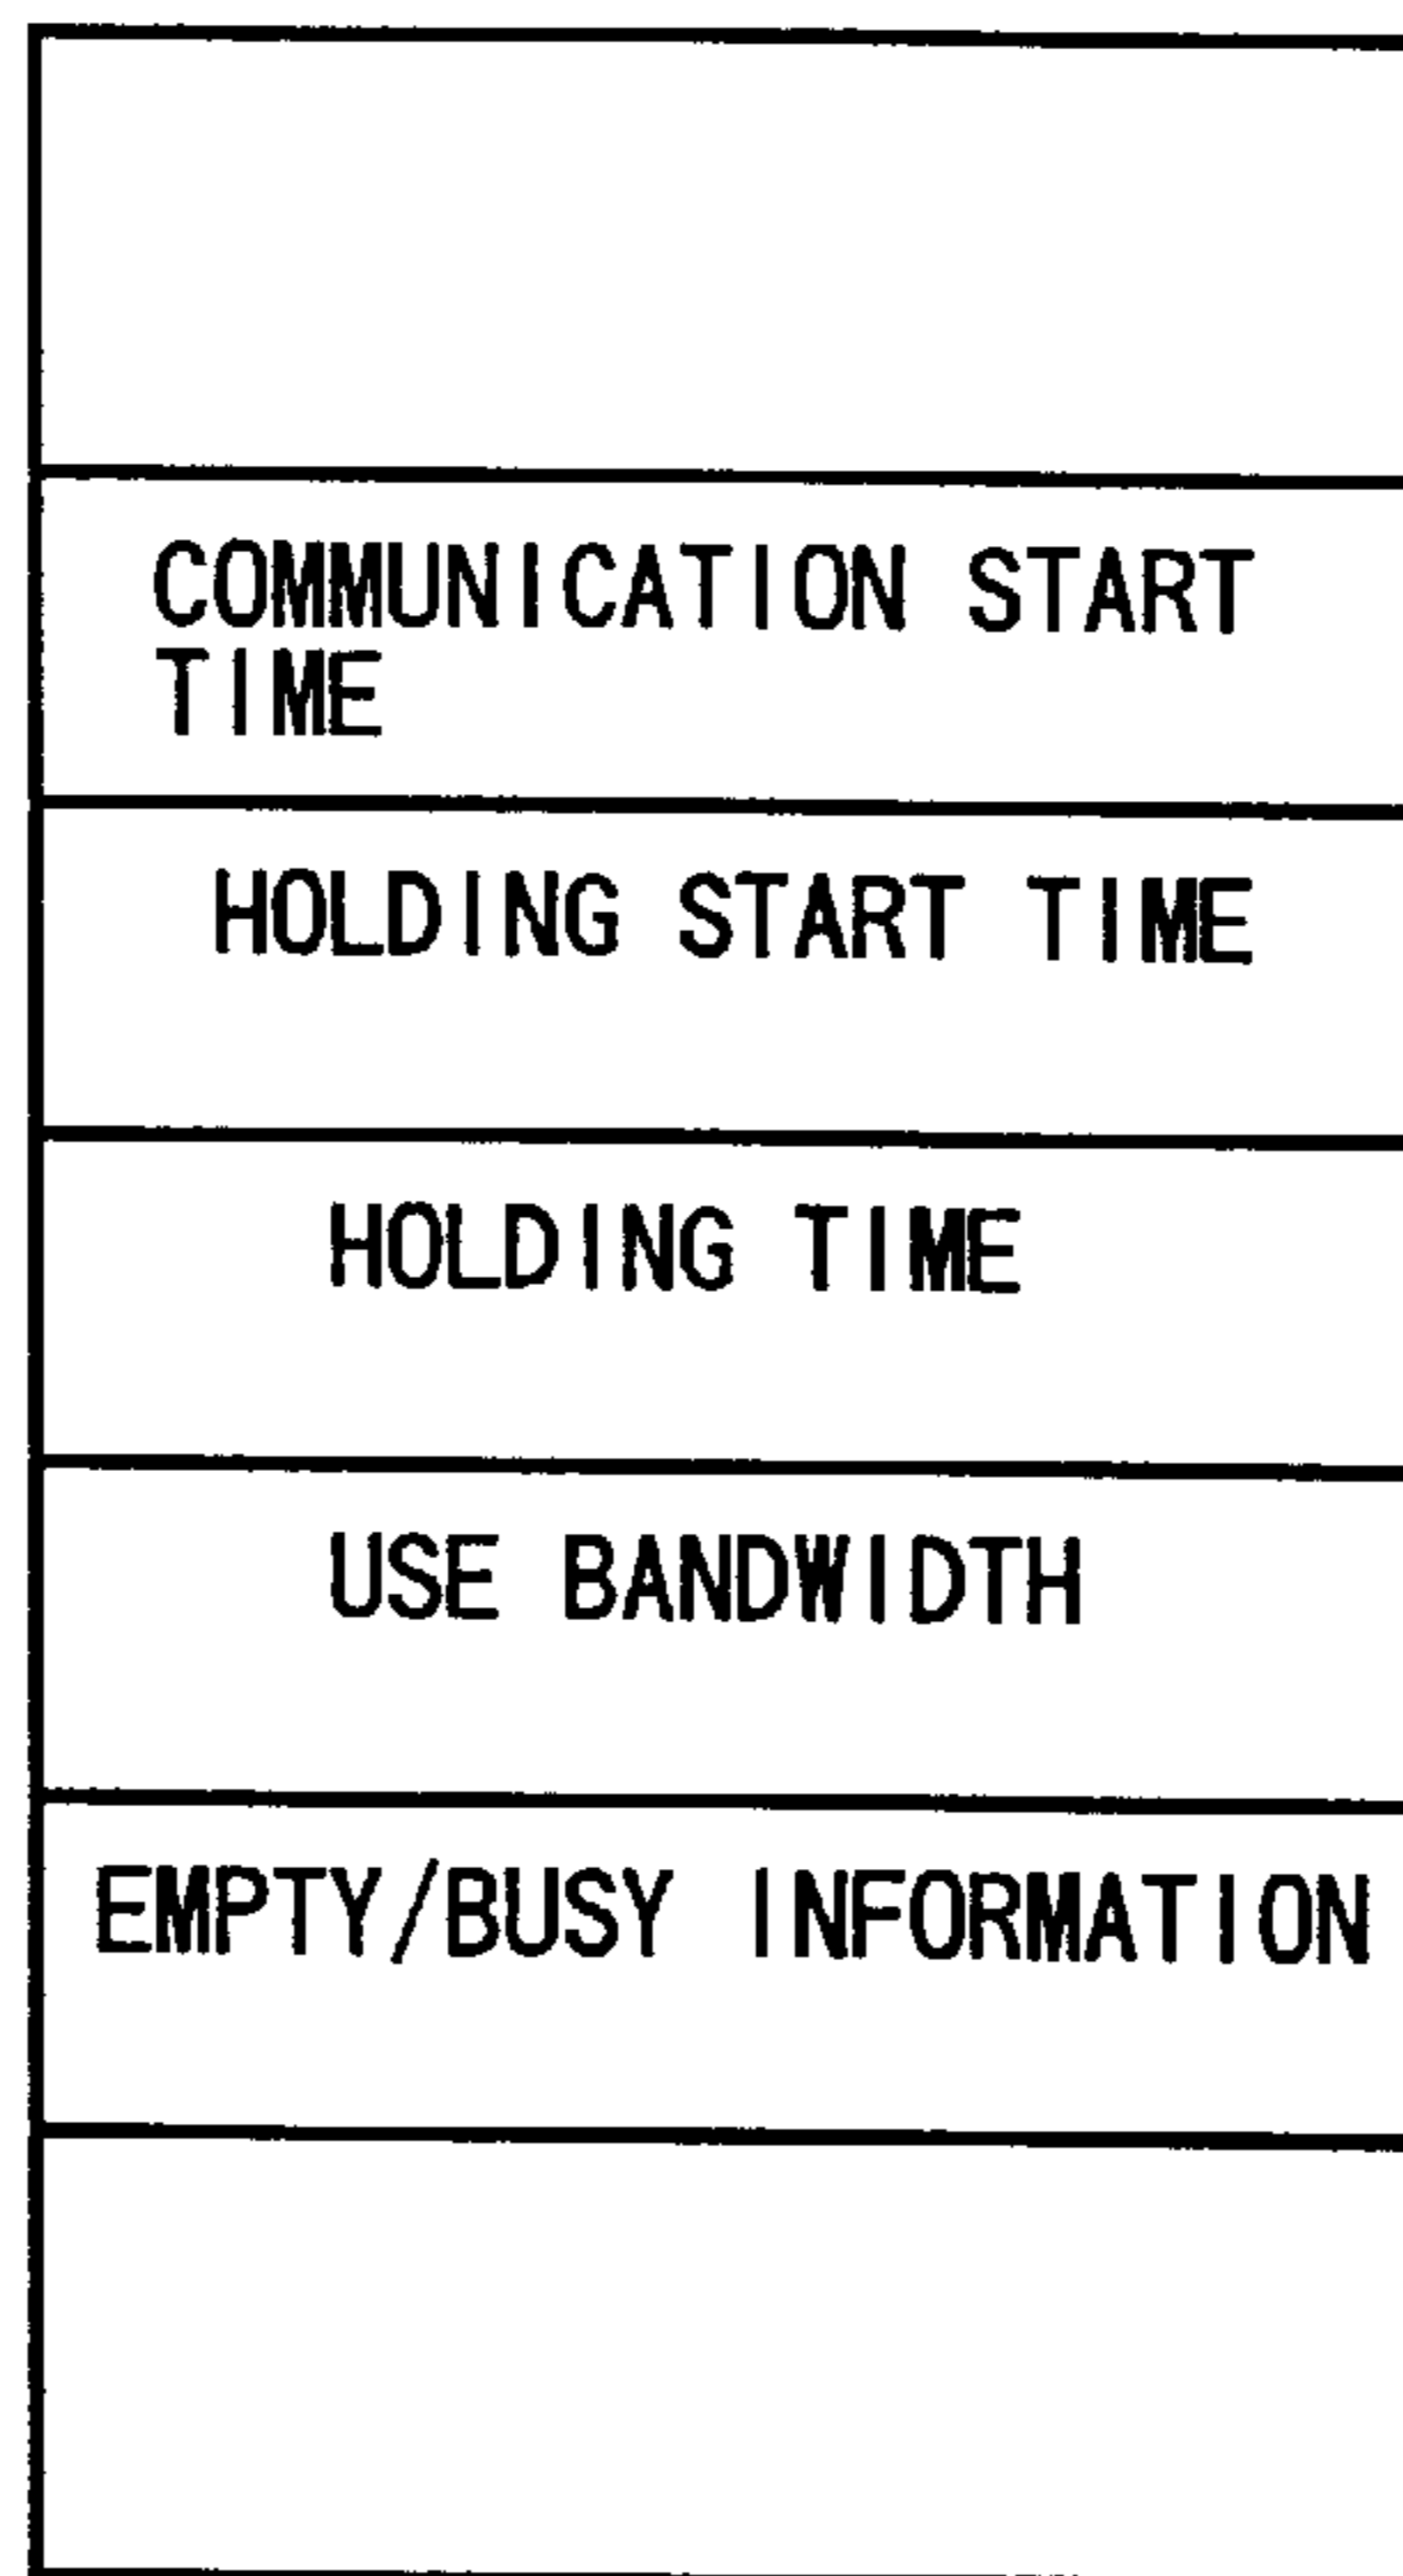 COMMUNICATION START
TIME
HOLDING START TIME
HOLDING TIME
USE BANDWIDTH
EMPTY/BUSY INFORMATION